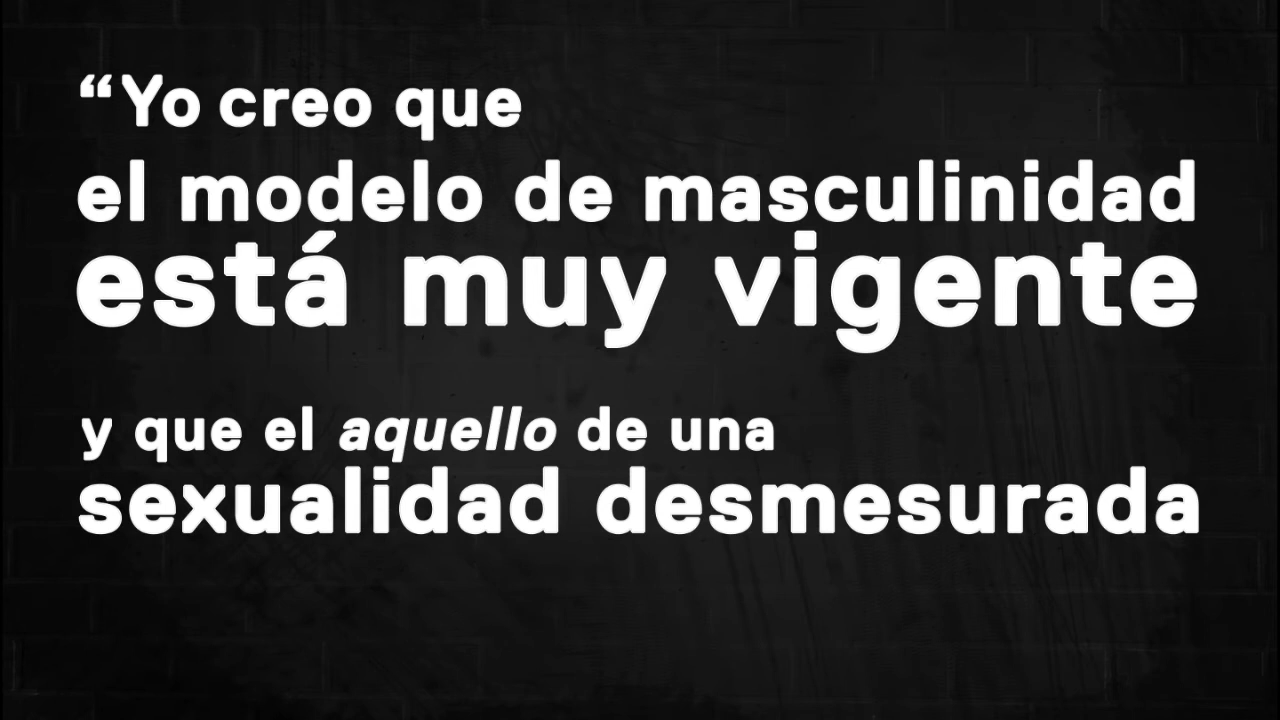 “Yo creo que
el modelo de masculinidad
está muy vigente
y que el aquello de una
sexualidad desmesurada